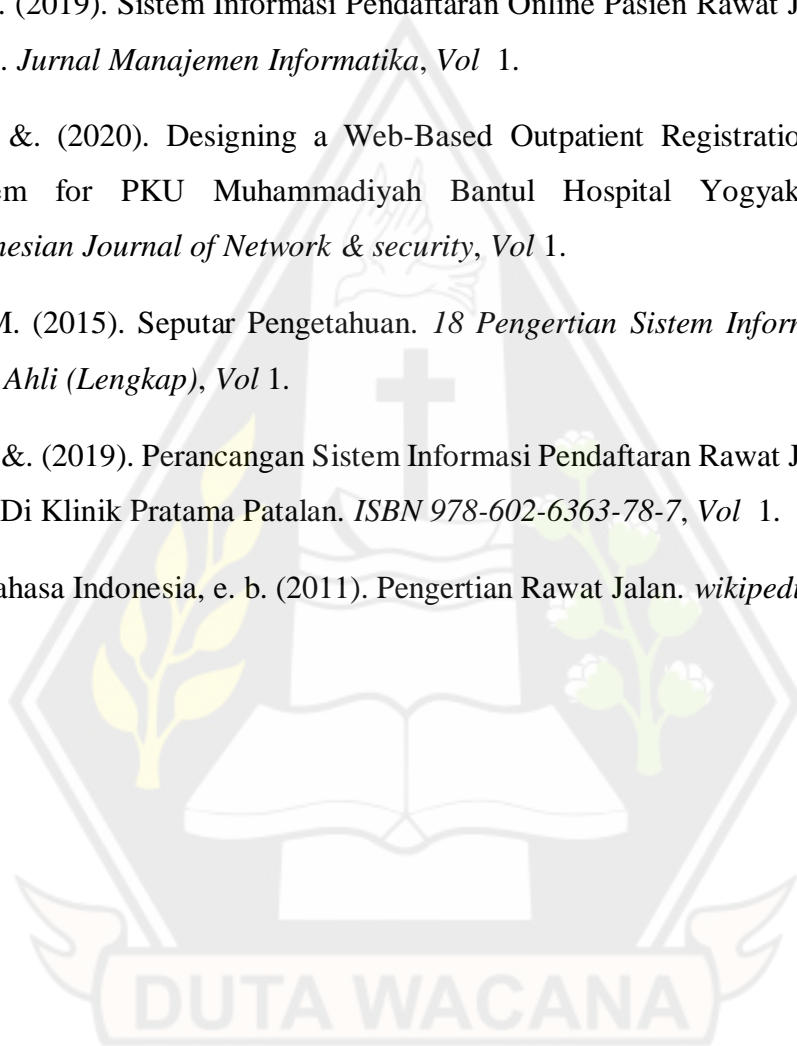 . (2019). Sistem Informasi Pendaftaran Online Pasien Rawat J
. Jurnal Manajemen Informatika, Vol 1.
&. (2020). Designing a Web-Based Outpatient Registratio
em for PKU Muhammadiyah Bantul Hospital Yogyak
nesian Journal of Network & security, Vol 1.
M. (2015). Seputar Pengetahuan. 18 Pengertian Sistem Inforr
Ahli (Lengkap), Vol 1.
&. (2019). Perancangan Sistem Informasi Pendaftaran Rawat J
Di Klinik Pratama Patalan. ISBN 978-602-6363-78-7, Vol 1.
ahasa Indonesia, e. b. (2011). Pengertian Rawat Jalan. wikipedi
DUTA WACANA